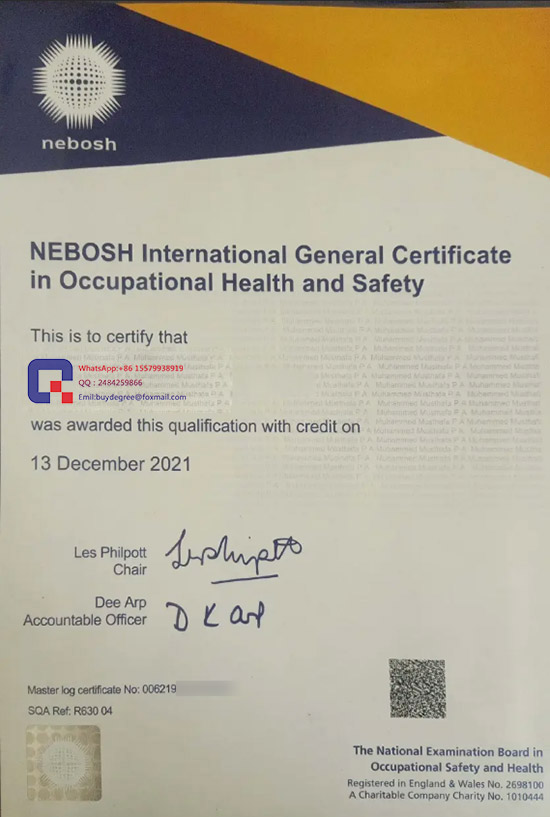 nebosh
NEBOSH International General Certificate
in Occupational Health and Safety
This is to certify that
WhatsApp:+86 15579938919
QQ : 2484259866
Emil:buydegree@foxmail.com
was awarded this qualification with credit on
13 December 2021
Les Philpott
Chair
Dee Arp
Accountable Officer
D K Arp
Master log certificate No: 006219
SQA Ref: R630 04
nebosh
The National Examination Board in
Occupational Safety and Health
Registered in England & Wales No. 2698100
A Charitable Company Charity No. 1010444